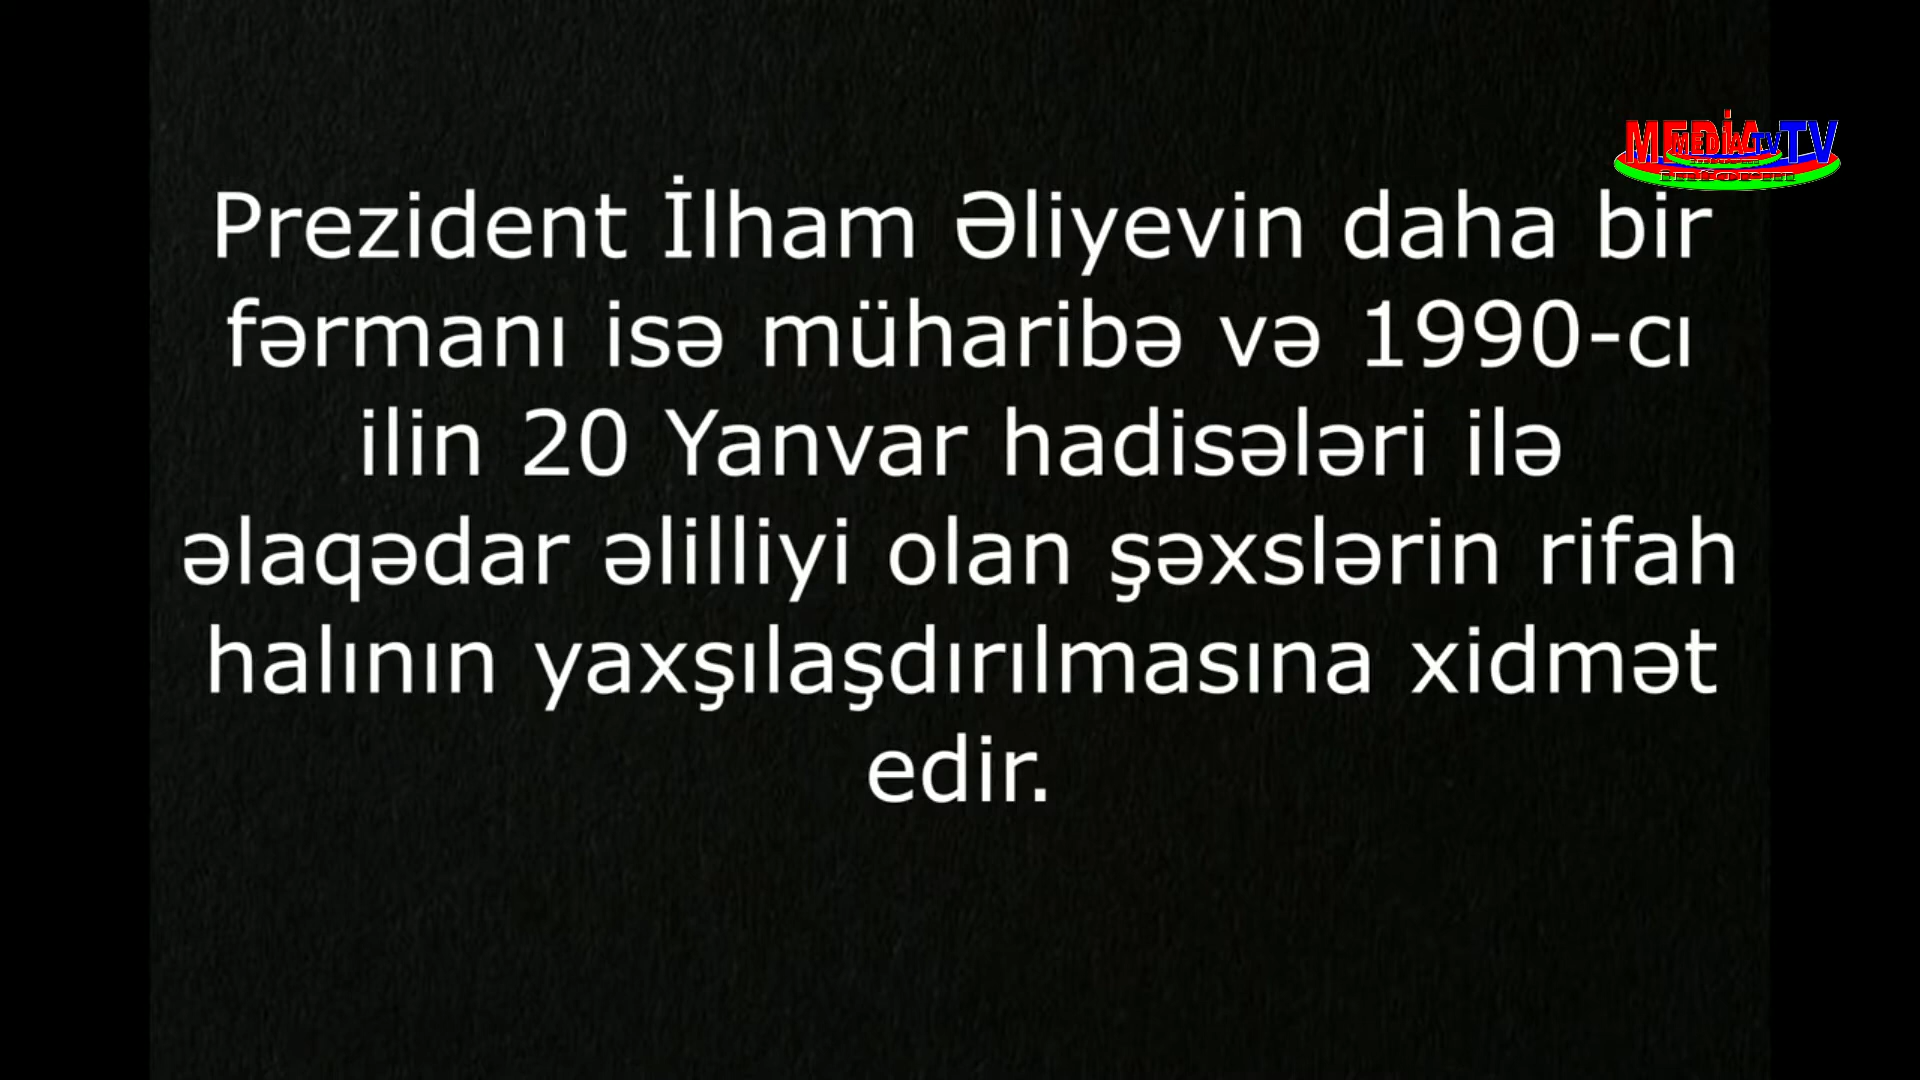 MEDİA TV
Prezident İlham Əliyevin daha bir
fərmanı isə müharibə və 1990-cı
ilin 20 Yanvar hadisələri ilə
əlaqədar əlilliyi olan şəxslərin rifah
halının yaxşılaşdırılmasına xidmət
edir.